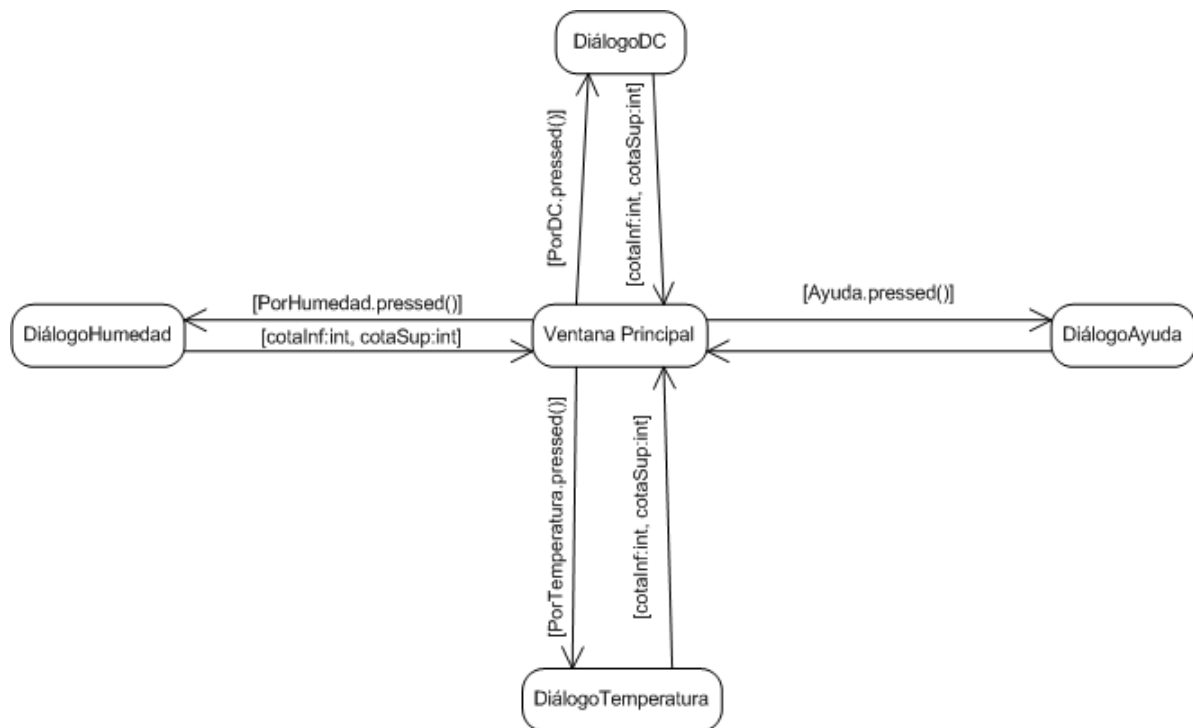 DiálogoDC
[PorDC.pressed()]
[cotaInf:int, cotaSup:int]
[PorHumedad.pressed()]
[Ayuda.pressed()]
DiálogoHumedad
[cotaInf:int, cotaSup:int]
Ventana Principal
DiálogoAyuda
[PorTemperatura.pressed()]
[cotaInf:int, cotaSup:int]
DiálogoTemperatura